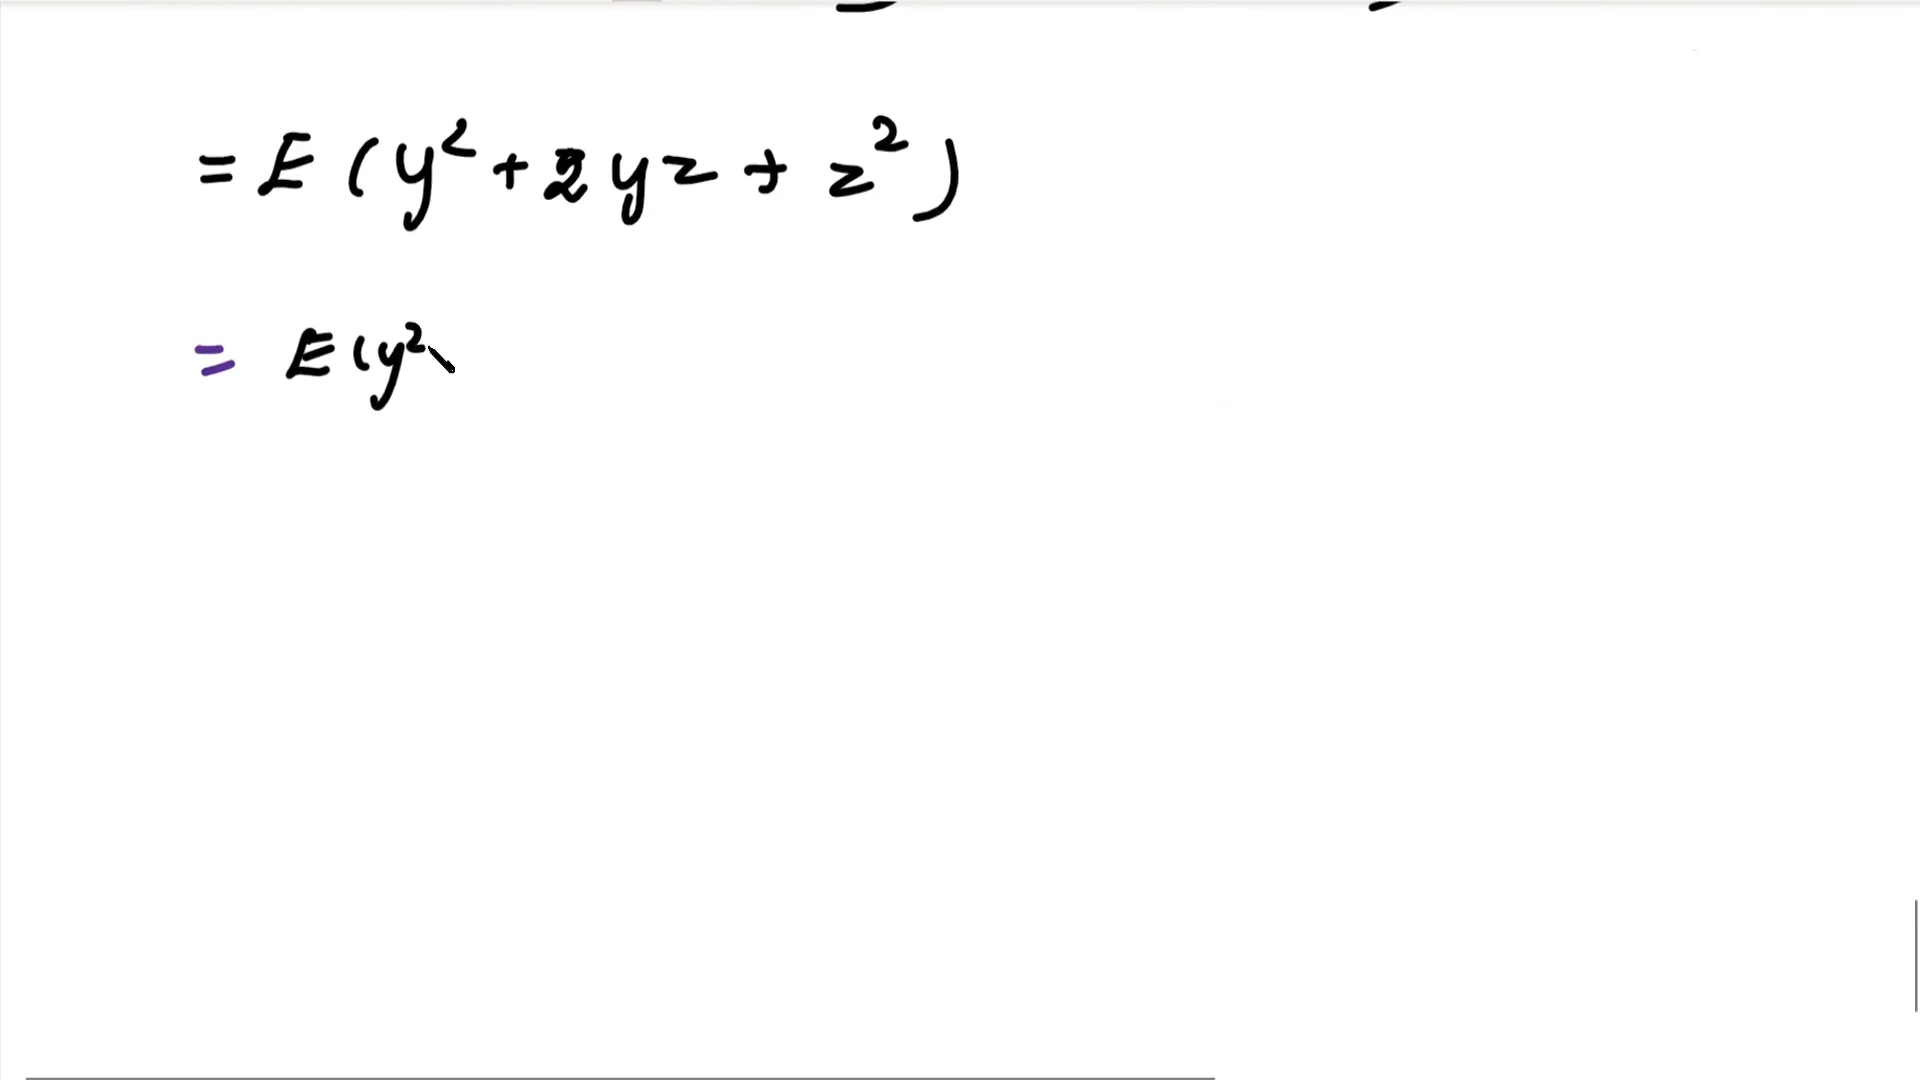 = E (y² + 2yz + z²)
= E(y²